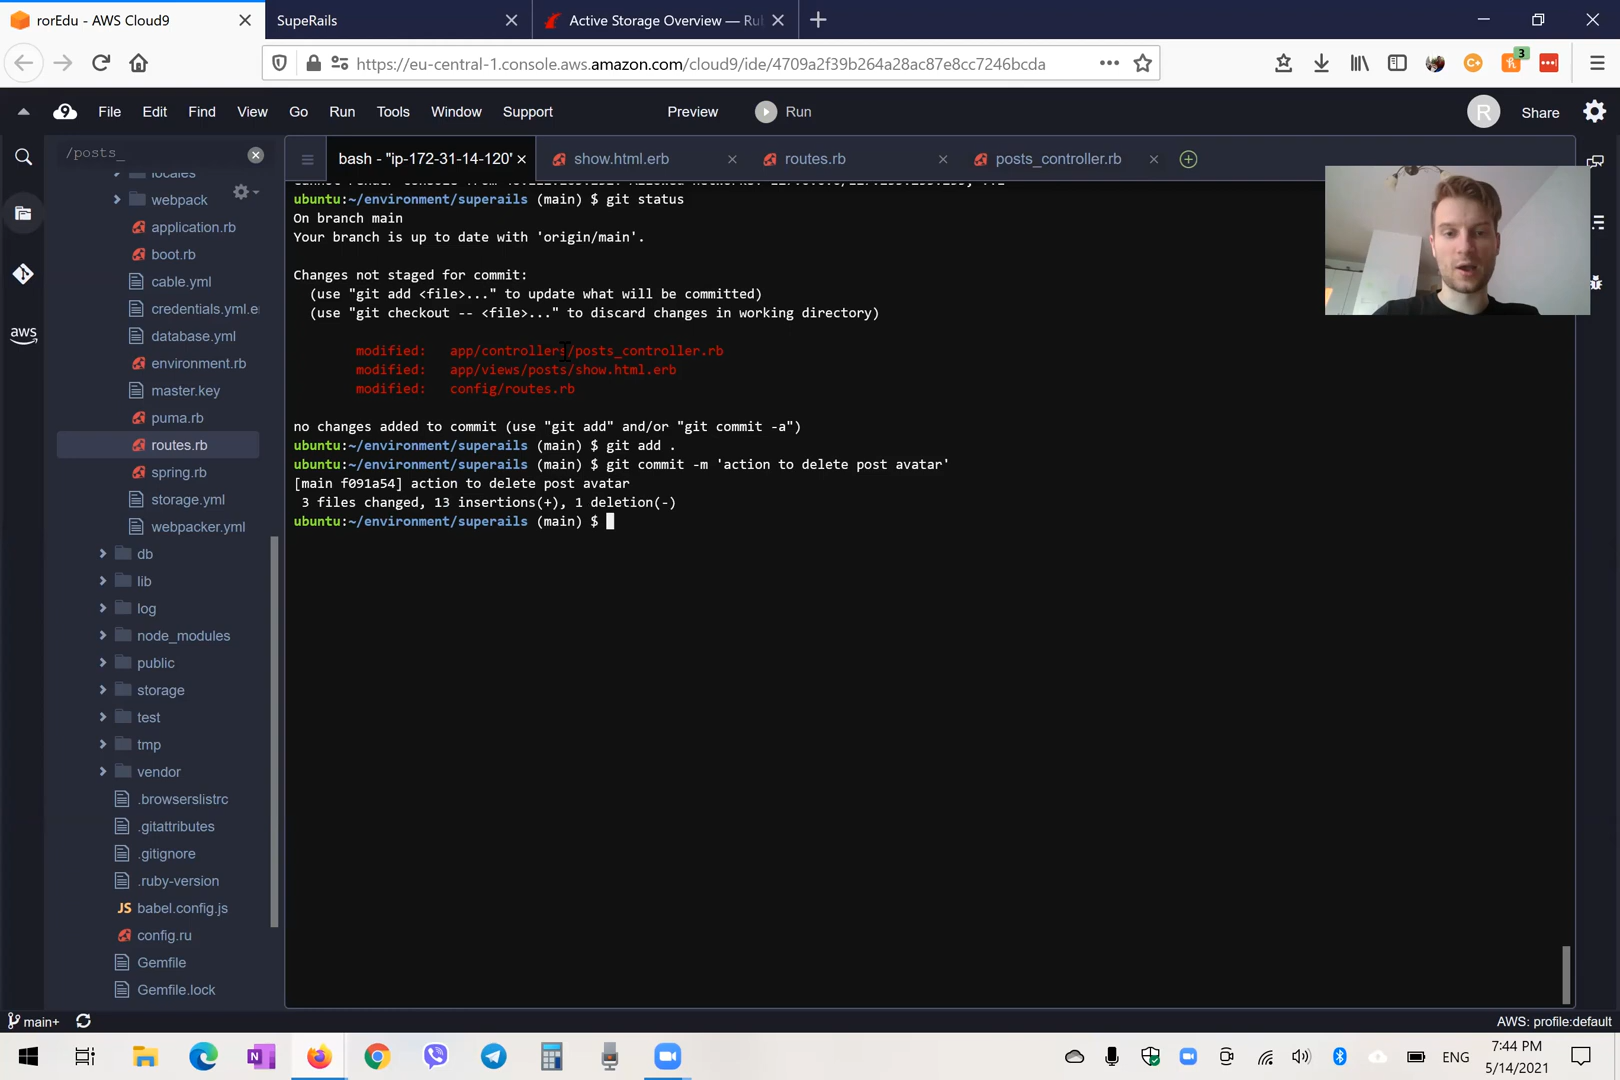 rorEdu - AWS Cloud9
SupeRails
Active Storage Overview — Ru
https://eu-central-1.console.aws.amazon.com/cloud9/ide/4709a2f39b264a28ac87e8cc7246bcda
3
File Edit Find View Go Run Tools Window Support Preview Run
R Share
/posts_
bash - "ip-172-31-14-120"
show.html.erb
routes.rb
posts_controller.rb
locales
webpack
application.rb
boot.rb
cable.yml
credentials.yml.e
database.yml
environment.rb
master.key
puma.rb
routes.rb
spring.rb
storage.yml
webpacker.yml
db
lib
log
node_modules
public
storage
test
tmp
vendor
.browserslistrc
.gitattributes
.gitignore
.ruby-version
JS babel.config.js
config.ru
Gemfile
Gemfile.lock
aws
ubuntu:~/environment/superails (main) $ git status
On branch main
Your branch is up to date with 'origin/main'.
Changes not staged for commit:
(use "git add <file>..." to update what will be committed)
(use "git checkout -- <file>..." to discard changes in working directory)
modified: app/controllers/posts_controller.rb
modified: app/views/posts/show.html.erb
modified: config/routes.rb
no changes added to commit (use "git add" and/or "git commit -a")
ubuntu:~/environment/superails (main) $ git add .
ubuntu:~/environment/superails (main) $ git commit -m 'action to delete post avatar'
[main f091a54] action to delete post avatar
3 files changed, 13 insertions(+), 1 deletion(-)
ubuntu:~/environment/superails (main) $
main+
AWS: profile:default
ENG
7:44 PM
5/14/2021